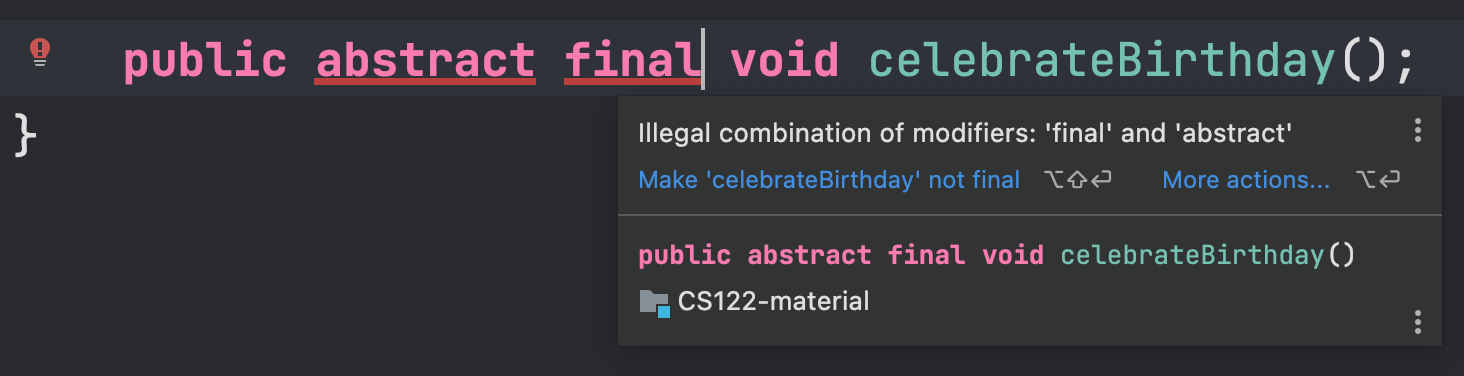 public abstract final void celebrateBirthday();
}
Illegal combination of modifiers: 'final' and 'abstract'
Make 'celebrateBirthday' not final ⌥⇧⏎ More actions... ⌥⏎
public abstract final void celebrateBirthday()
CS122-material